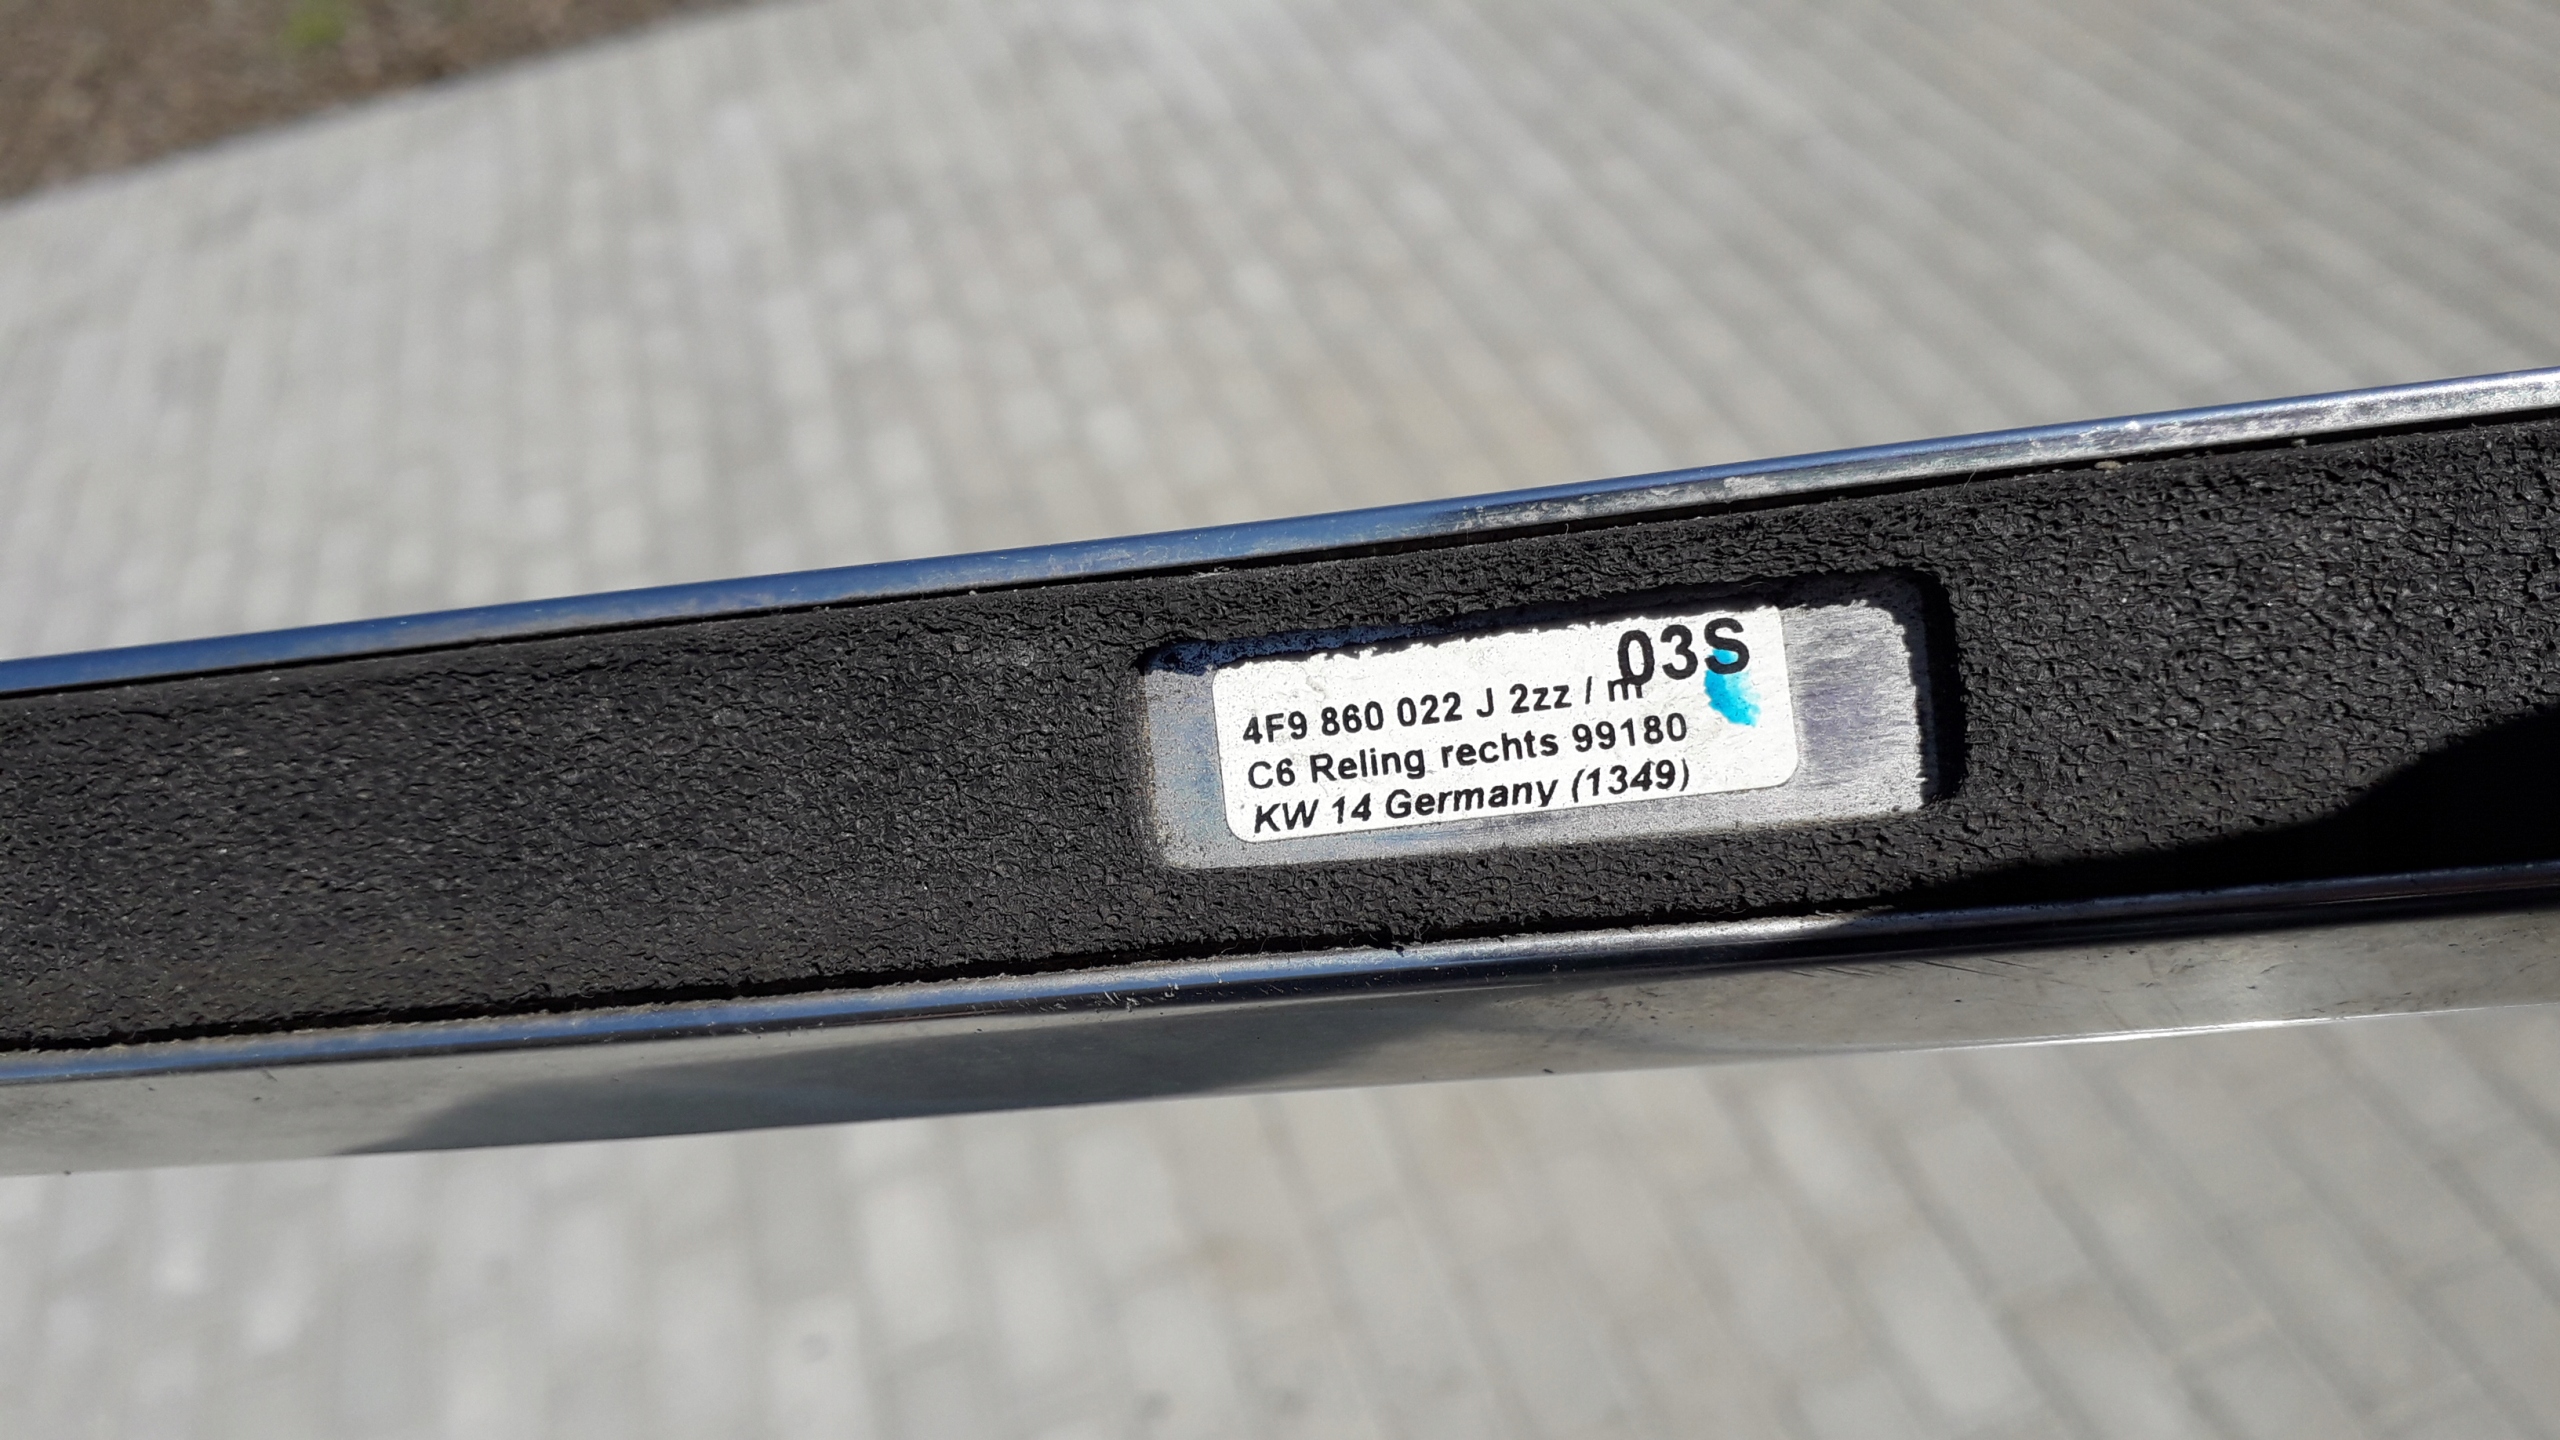 03S
4F9 860 022 J 2zz / m
C6 Reling rechts 99180
KW 14 Germany (1349)